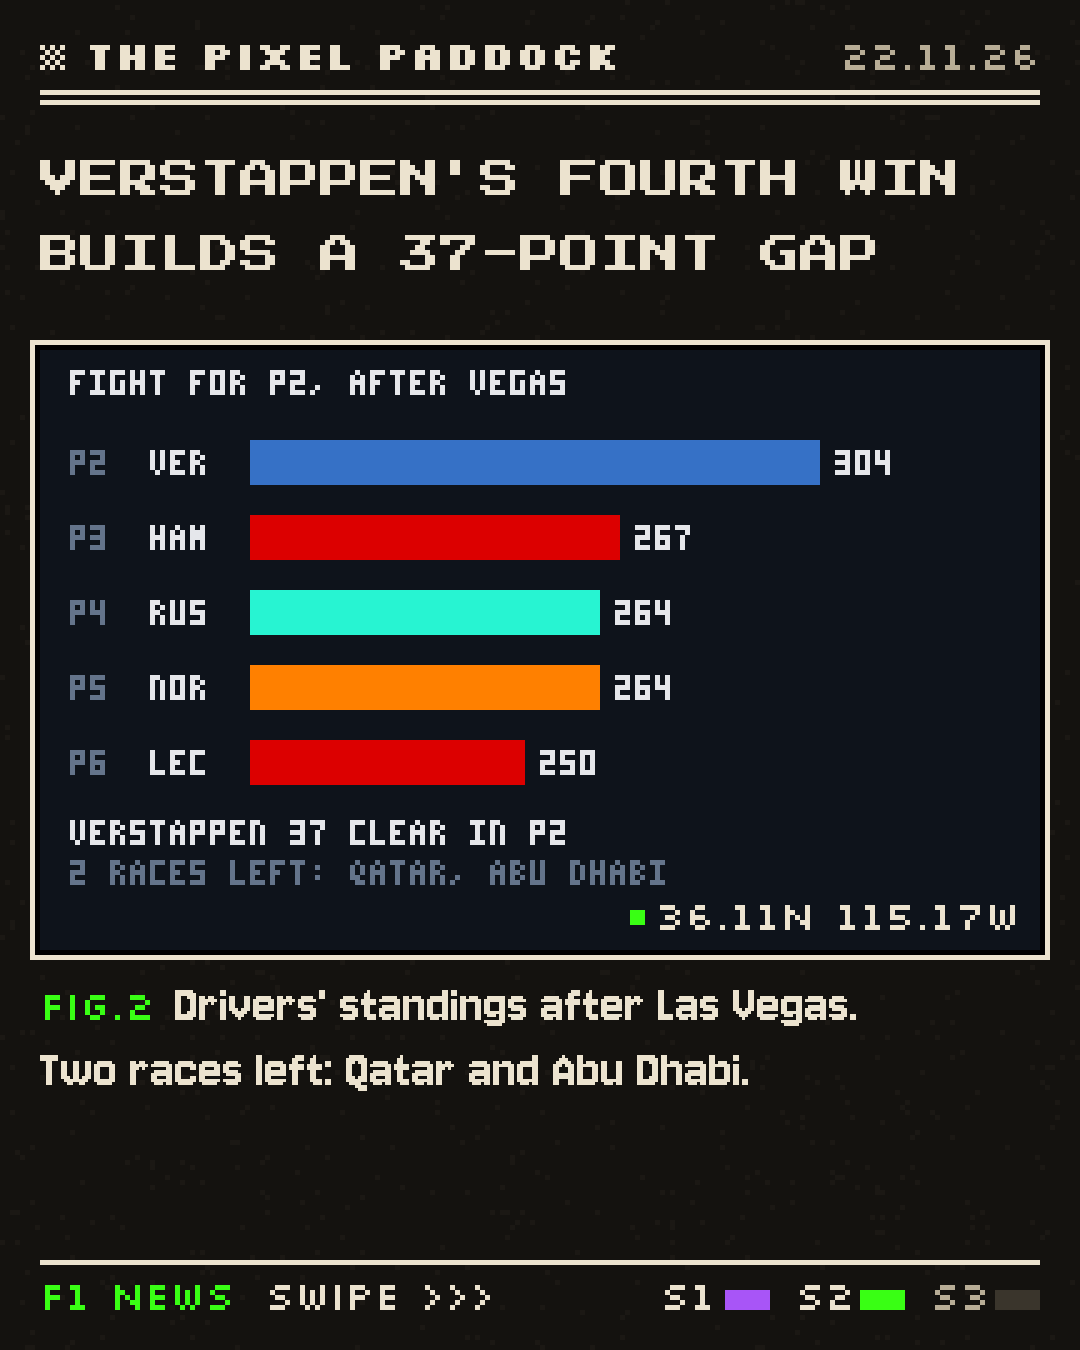 THE PIXEL PADDOCK 22.11.26
VERSTAPPEN'S FOURTH WIN
BUILDS A 37-POINT GAP
FIGHT FOR P2, AFTER VEGAS
P2 VER 304
P3 HAM 267
P4 RUS 264
P5 NOR 264
P6 LEC 250
VERSTAPPEN 37 CLEAR IN P2
2 RACES LEFT: QATAR, ABU DHABI
36.11N 115.17W
FIG.2 Drivers' standings after Las Vegas.
Two races left: Qatar and Abu Dhabi.
F1 NEWS SWIPE >>> S1 S2 S3